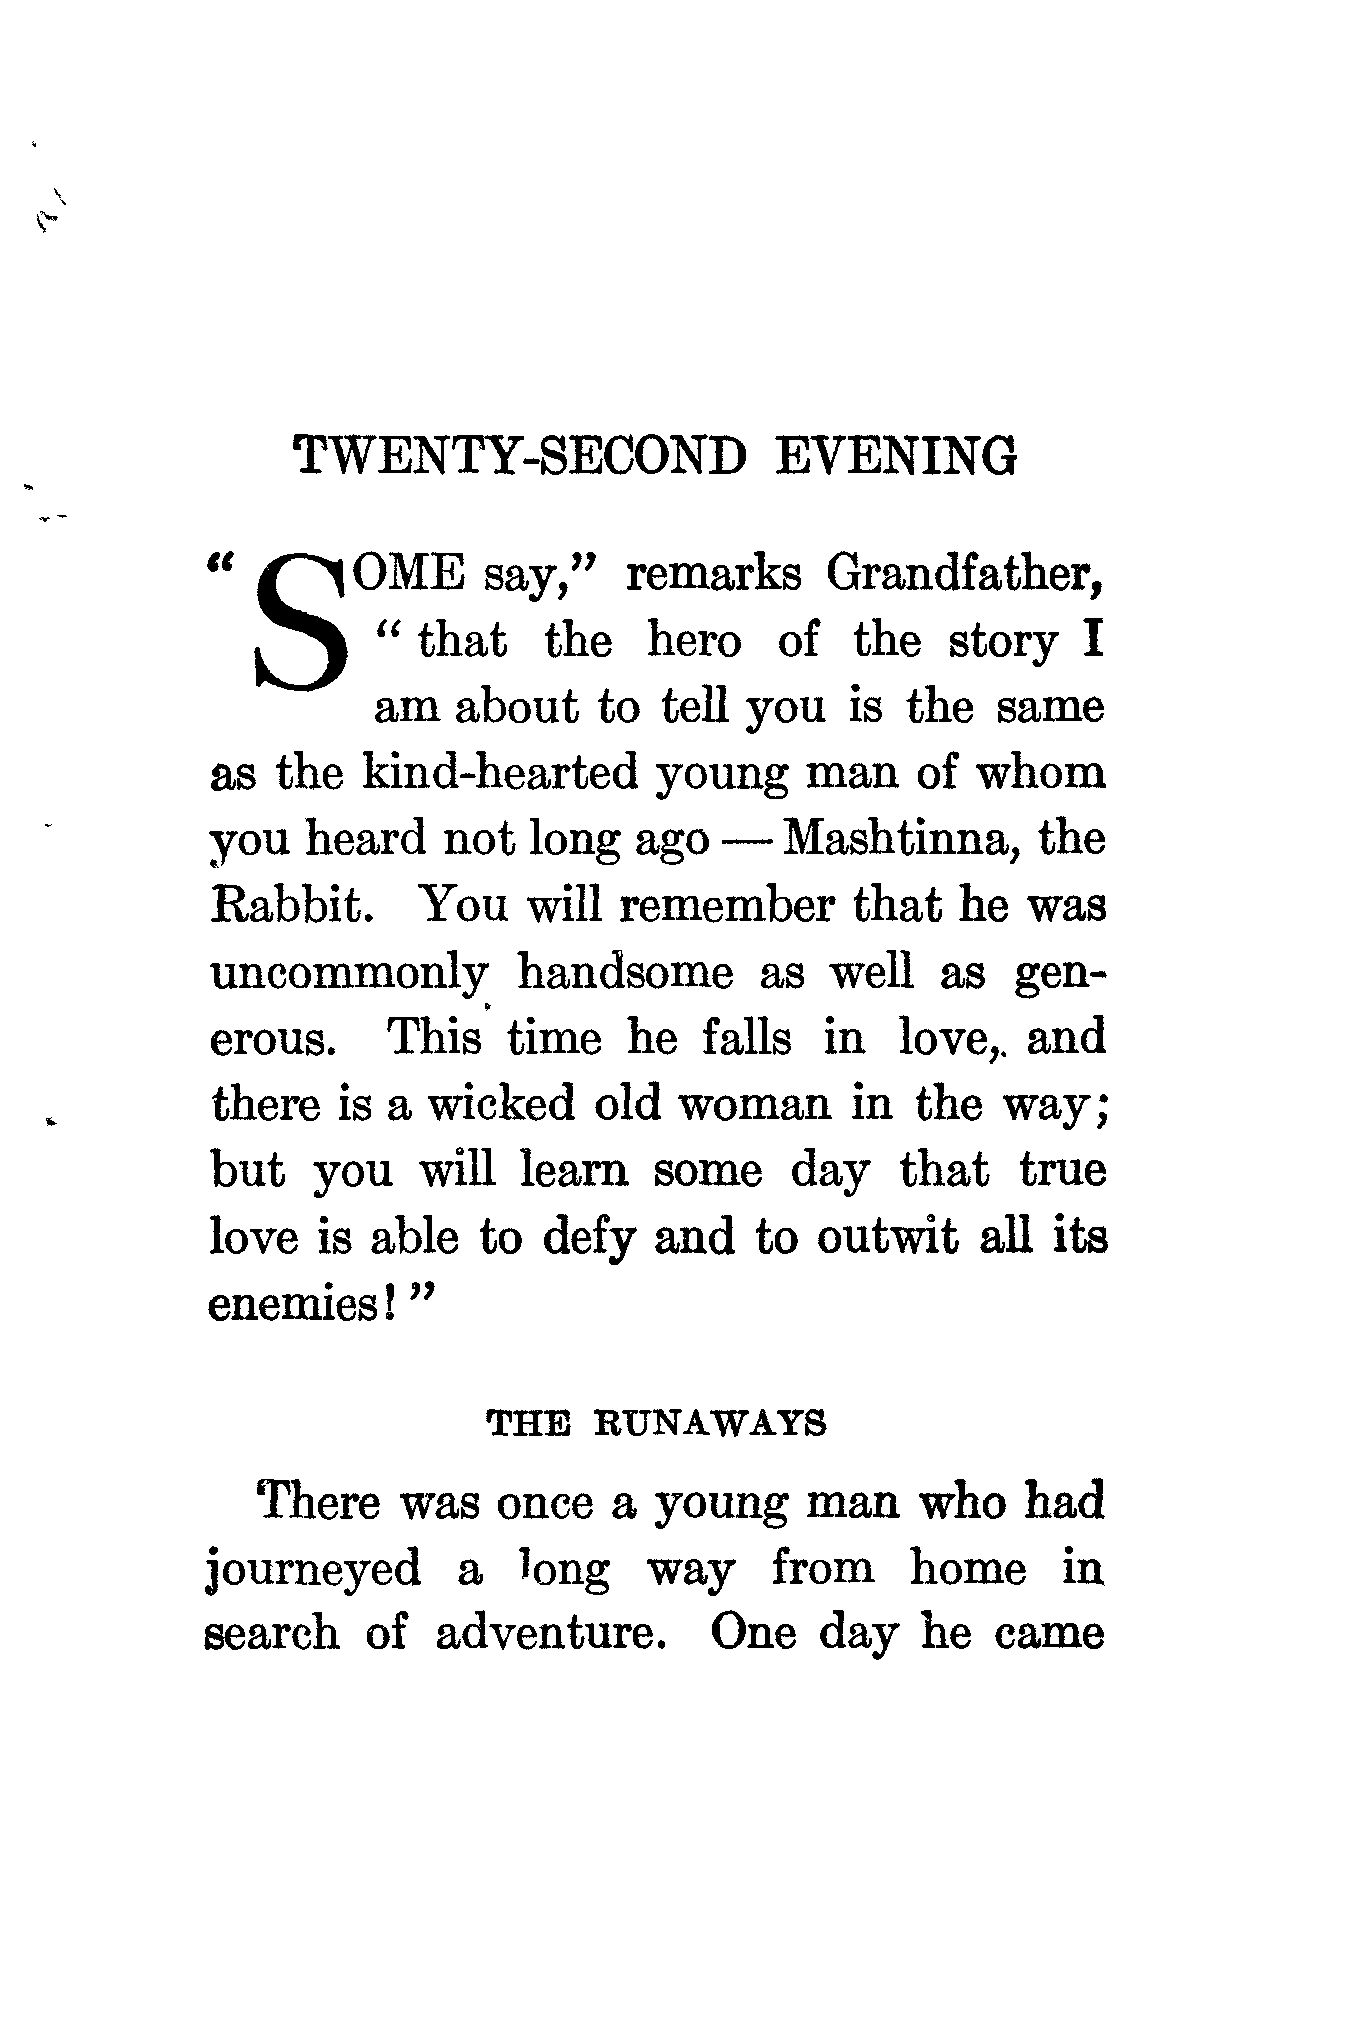 TWENTY-SECOND EVENING
"SOME say," remarks Grandfather,
"that the hero of the story I
am about to tell you is the same
as the kind-hearted young man of whom
you heard not long ago — Mashtinna, the
Rabbit. You will remember that he was
uncommonly handsome as well as gen-
erous. This time he falls in love, and
there is a wicked old woman in the way;
but you will learn some day that true
love is able to defy and to outwit all its
enemies!"
THE RUNAWAYS
There was once a young man who had
journeyed a long way from home in
search of adventure. One day he came